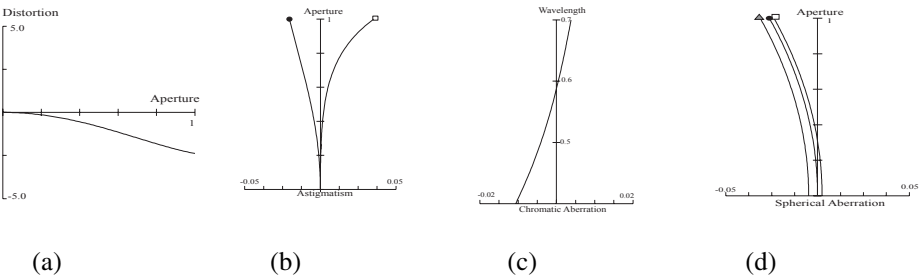 Distortion
5.0
Aperture
1
-5.0
(a)
Aperture
1
-0.05
0.05
Astigmatism
(b)
Wavelength
0.7
0.6
0.5
-0.02
0.02
Chromatic Aberration
(c)
Aperture
1
-0.05
0.05
Spherical Aberration
(d)